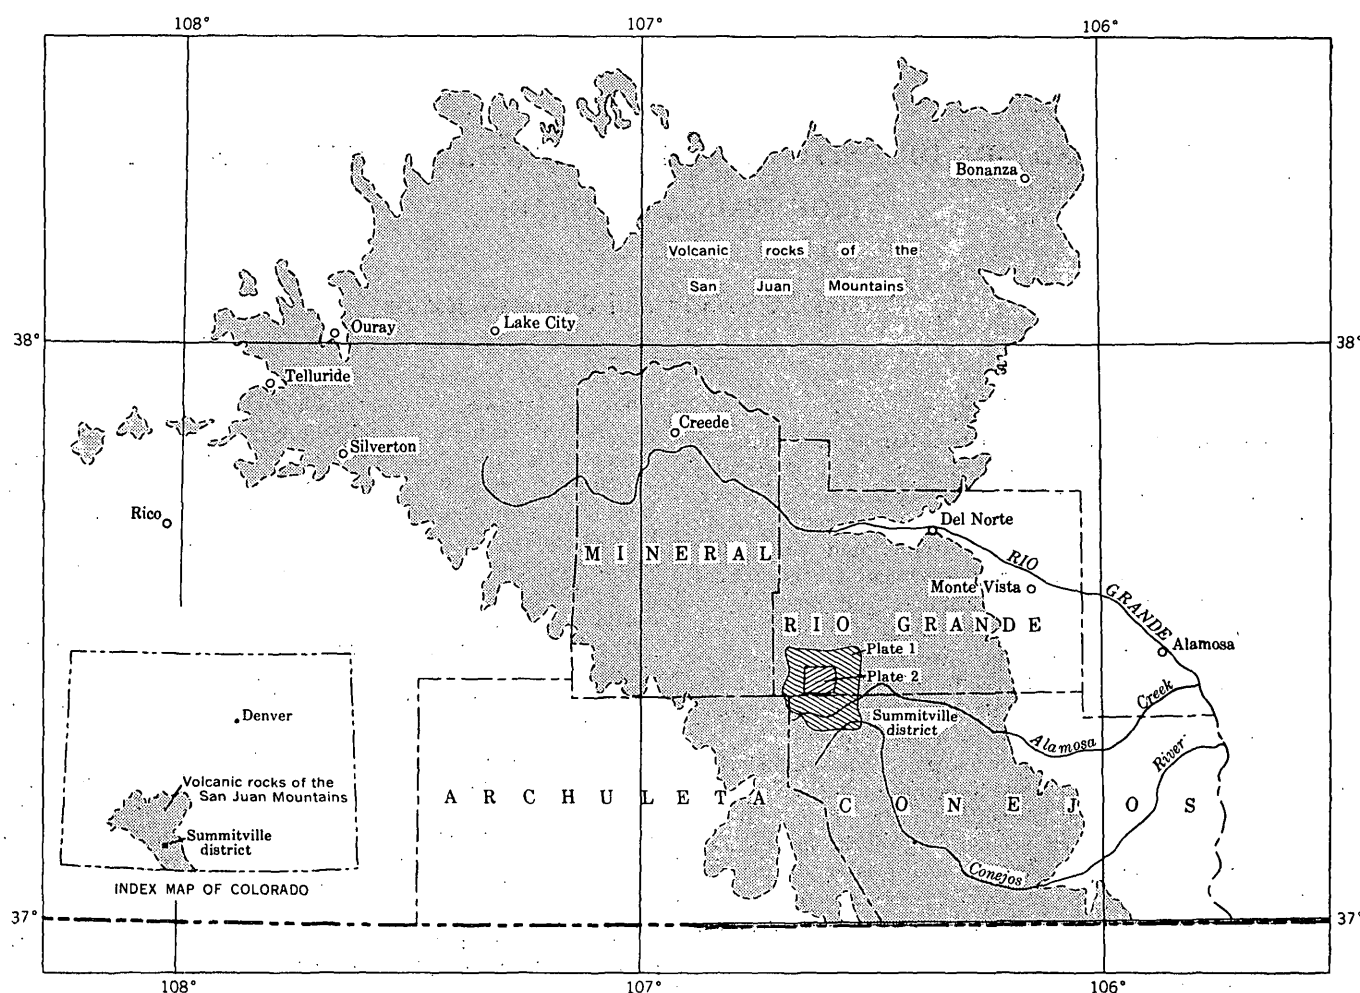 108° 107° 106°
Bonanza
Volcanic rocks of the
San Juan Mountains
Ouray
Lake City
38° 38°
Telluride
Creede
Silverton
Rico
Del Norte
MINERAL
RIO
Monte Vista
GRANDE
RIO GRANDE
Alamosa
Plate 1
Plate 2
Creek
Denver
Summitville
district
Alamosa
River
Volcanic rocks of the
San Juan Mountains
ARCHULETA
CONEJOS
Summitville
district
Conejos
INDEX MAP OF COLORADO
37° 37°
108° 107° 106°